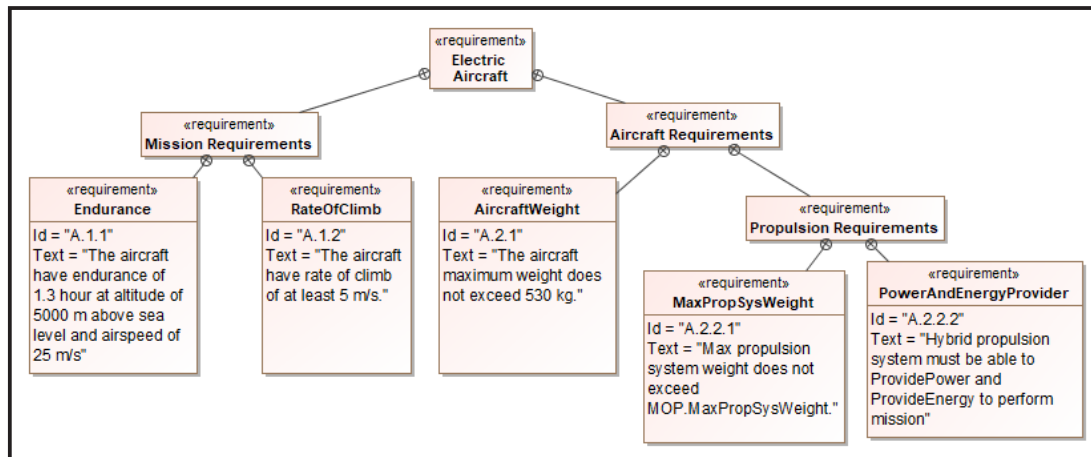 «requirement»
Electric
Aircraft
«requirement»
Mission Requirements
«requirement»
Aircraft Requirements
«requirement»
Endurance
Id = "A.1.1"
Text = "The aircraft
have endurance of
1.3 hour at altitude of
5000 m above sea
level and airspeed of
25 m/s"
«requirement»
RateOfClimb
Id = "A.1.2"
Text = "The aircraft
have rate of climb
of at least 5 m/s."
«requirement»
AircraftWeight
Id = "A.2.1"
Text = "The aircraft
maximum weight does
not exceed 530 kg."
«requirement»
Propulsion Requirements
«requirement»
MaxPropSysWeight
Id = "A.2.2.1"
Text = "Max propulsion
system weight does not
exceed
MOP.MaxPropSysWeight."
«requirement»
PowerAndEnergyProvider
Id = "A.2.2.2"
Text = "Hybrid propulsion
system must be able to
ProvidePower and
ProvideEnergy to perform
mission"